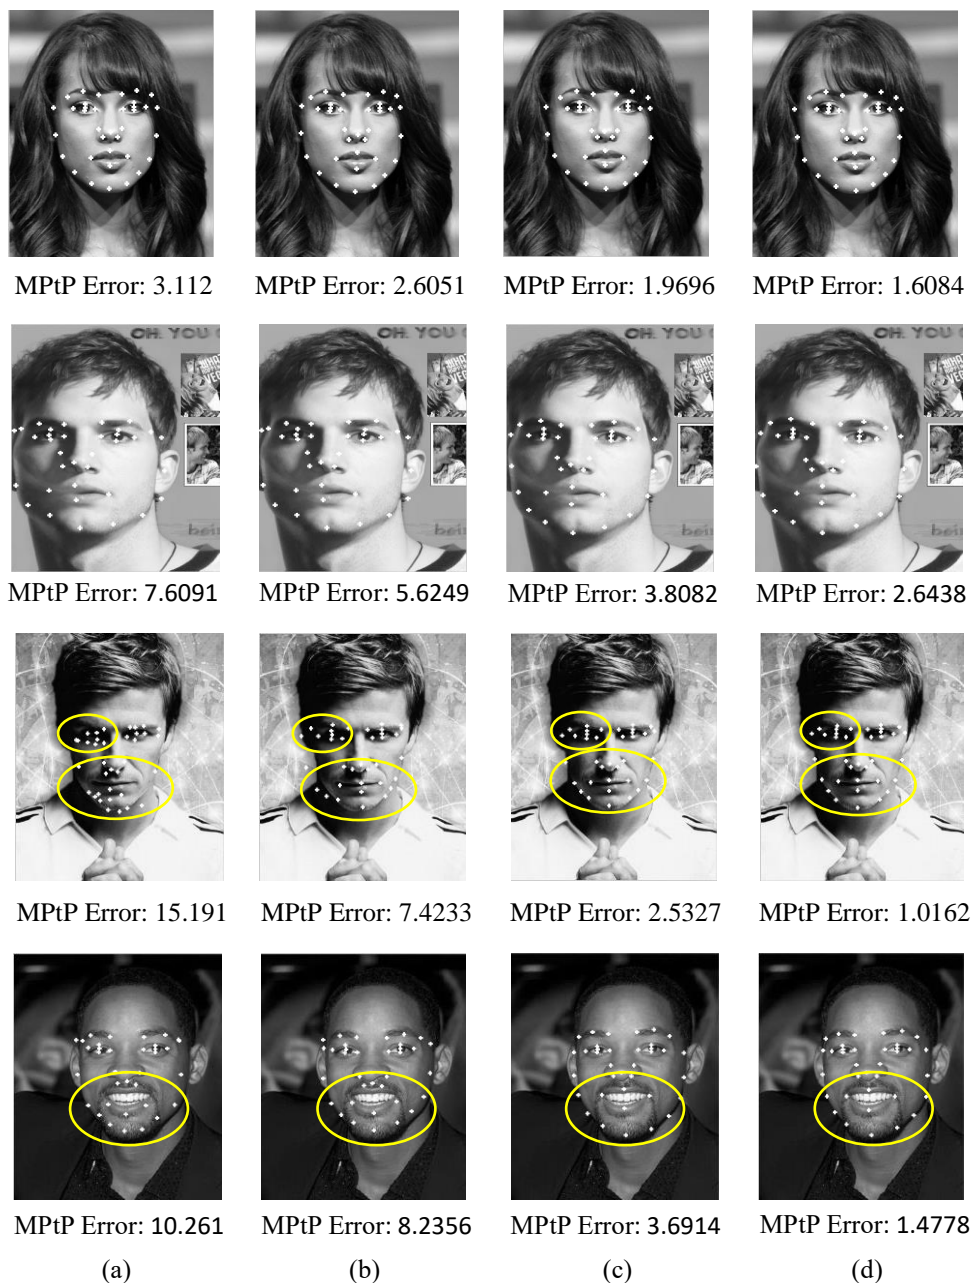 OH. YOU OH. YOU OH. YOU OH. YOU
MPtP Error: 3.112 MPtP Error: 2.6051 MPtP Error: 1.9696 MPtP Error: 1.6084
MPtP Error: 7.6091 MPtP Error: 5.6249 MPtP Error: 3.8082 MPtP Error: 2.6438
MPtP Error: 15.191 MPtP Error: 7.4233 MPtP Error: 2.5327 MPtP Error: 1.0162
MPtP Error: 10.261 MPtP Error: 8.2356 MPtP Error: 3.6914 MPtP Error: 1.4778
(a) (b) (c) (d)